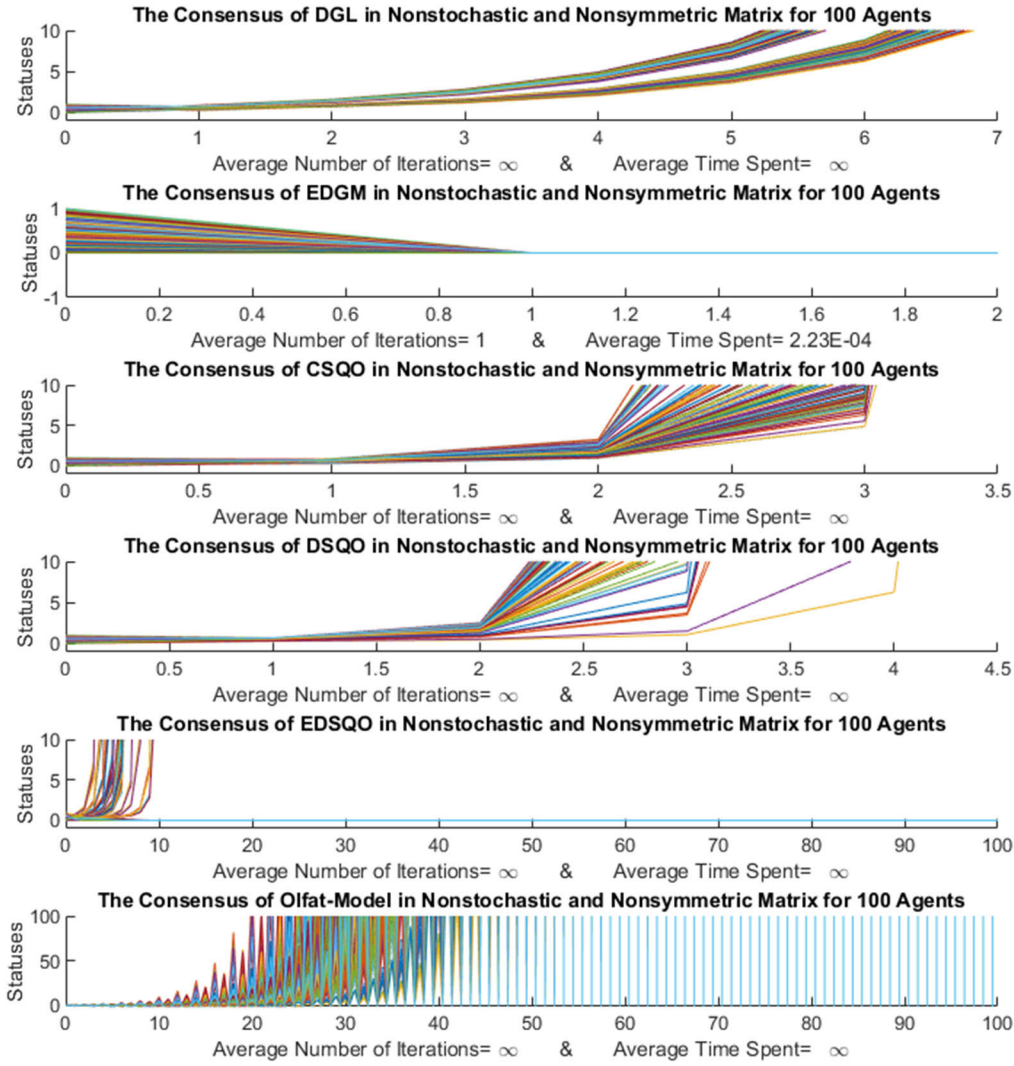 The Consensus of DGL in Nonstochastic and Nonsymmetric Matrix for 100 Agents
10
5
0
Statuses
0 1 2 3 4 5 6 7
Average Number of Iterations= ∞ & Average Time Spent= ∞
The Consensus of EDGM in Nonstochastic and Nonsymmetric Matrix for 100 Agents
1
0
-1
Statuses
0 0.2 0.4 0.6 0.8 1 1.2 1.4 1.6 1.8 2
Average Number of Iterations= 1 & Average Time Spent= 2.23E-04
The Consensus of CSQO in Nonstochastic and Nonsymmetric Matrix for 100 Agents
10
5
0
Statuses
0 0.5 1 1.5 2 2.5 3 3.5
Average Number of Iterations= ∞ & Average Time Spent= ∞
The Consensus of DSQO in Nonstochastic and Nonsymmetric Matrix for 100 Agents
10
5
0
Statuses
0 0.5 1 1.5 2 2.5 3 3.5 4 4.5
Average Number of Iterations= ∞ & Average Time Spent= ∞
The Consensus of EDSQO in Nonstochastic and Nonsymmetric Matrix for 100 Agents
10
5
0
Statuses
0 10 20 30 40 50 60 70 80 90 100
Average Number of Iterations= ∞ & Average Time Spent= ∞
The Consensus of Olfat-Model in Nonstochastic and Nonsymmetric Matrix for 100 Agents
100
50
0
Statuses
0 10 20 30 40 50 60 70 80 90 100
Average Number of Iterations= ∞ & Average Time Spent= ∞